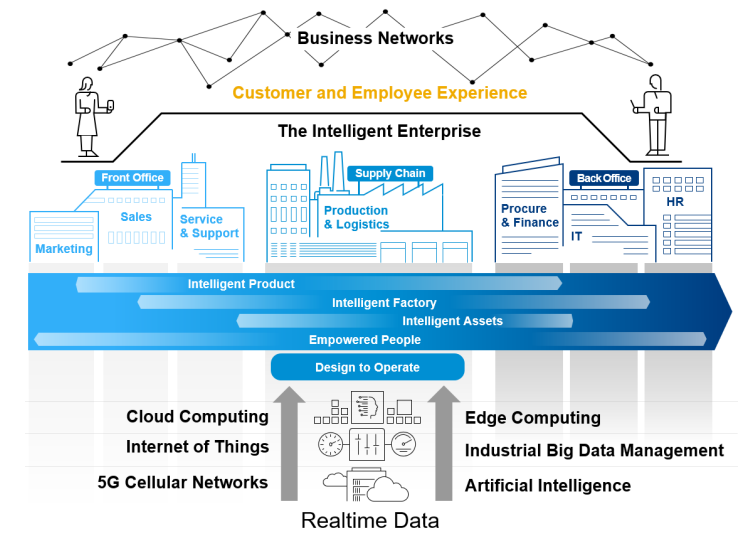 Business Networks
Customer and Employee Experience
The Intelligent Enterprise
Front Office
Supply Chain
Back Office
Marketing
Sales
Service
& Support
Production
& Logistics
Procure
& Finance
IT
HR
Intelligent Product
Intelligent Factory
Intelligent Assets
Empowered People
Design to Operate
Cloud Computing
Edge Computing
Internet of Things
Industrial Big Data Management
5G Cellular Networks
Artificial Intelligence
Realtime Data